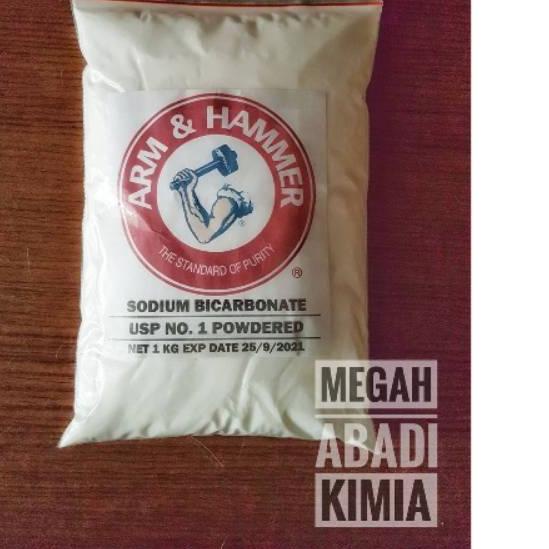 ARM & HAMMER
THE STANDARD OF PURITY
®
SODIUM BICARBONATE
USP NO. 1 POWDERED
NET 1 KG EXP DATE 25/9/2021
MEGAH
ABADI
KIMIA